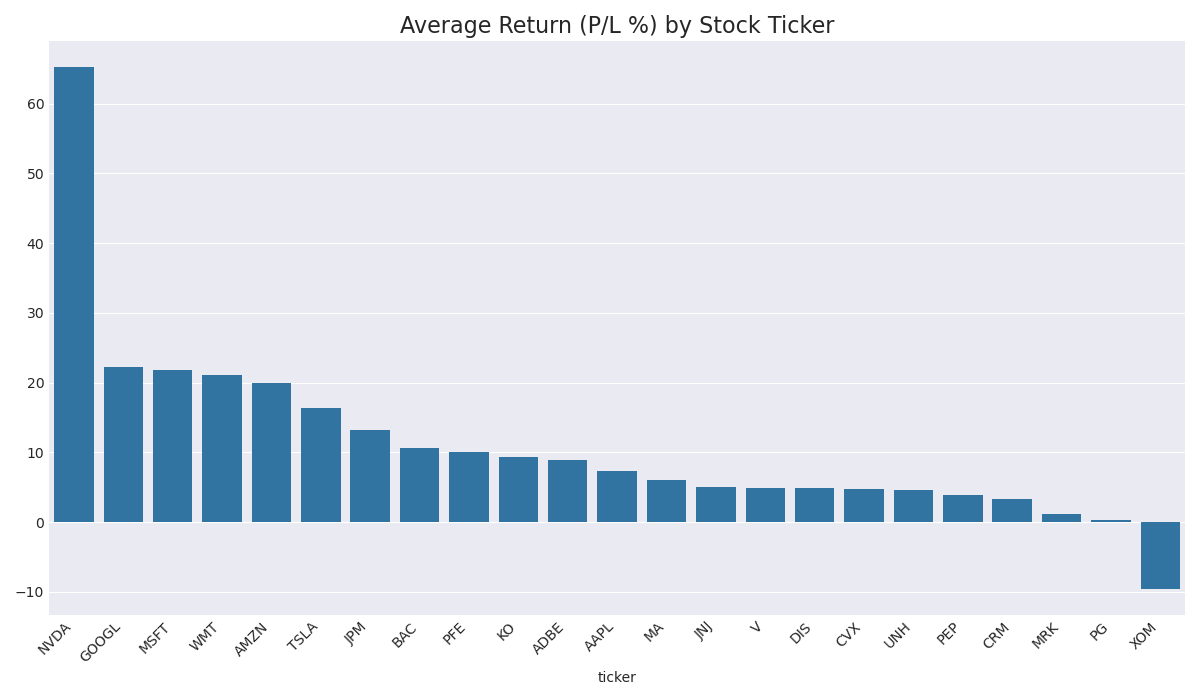 Average Return (P/L %) by Stock Ticker
60
50
40
30
20
10
0
−10
NVDA
GOOGL
MSFT
WMT
AMZN
TSLA
JPM
BAC
PFE
KO
ADBE
AAPL
MA
JNJ
V
DIS
CVX
UNH
PEP
CRM
MRK
PG
XOM
ticker